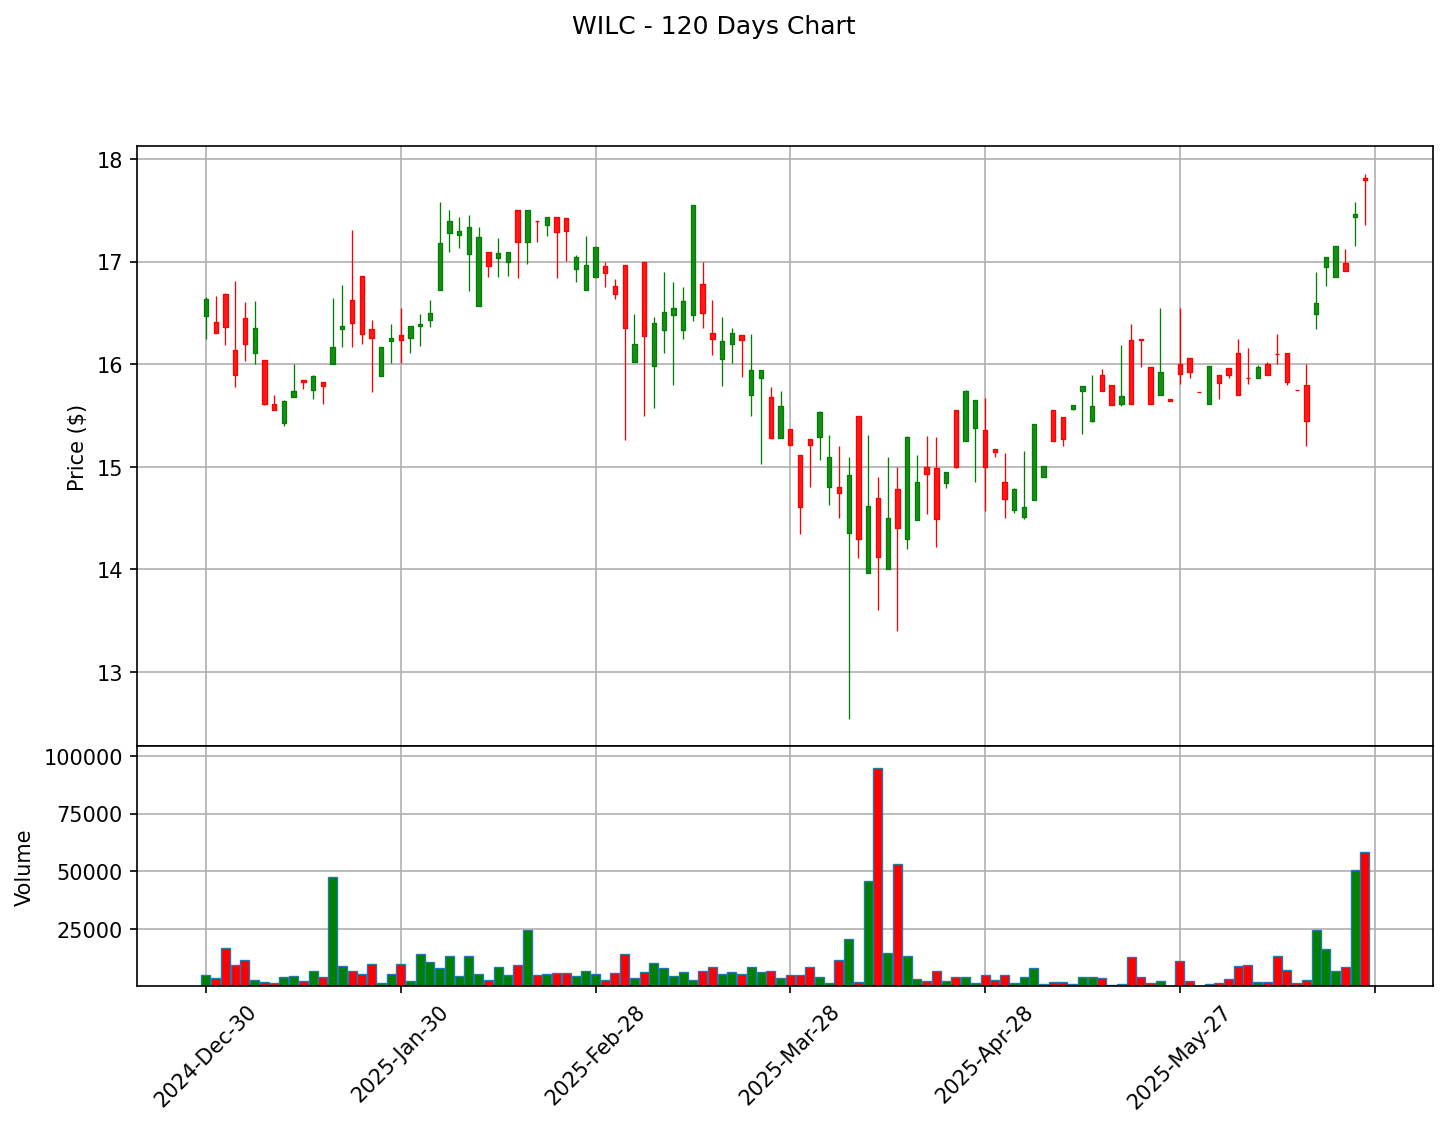 WILC - 120 Days Chart
18
17
16
15
14
13
Price ($)
100000
75000
50000
25000
Volume
2024-Dec-30
2025-Jan-30
2025-Feb-28
2025-Mar-28
2025-Apr-28
2025-May-27